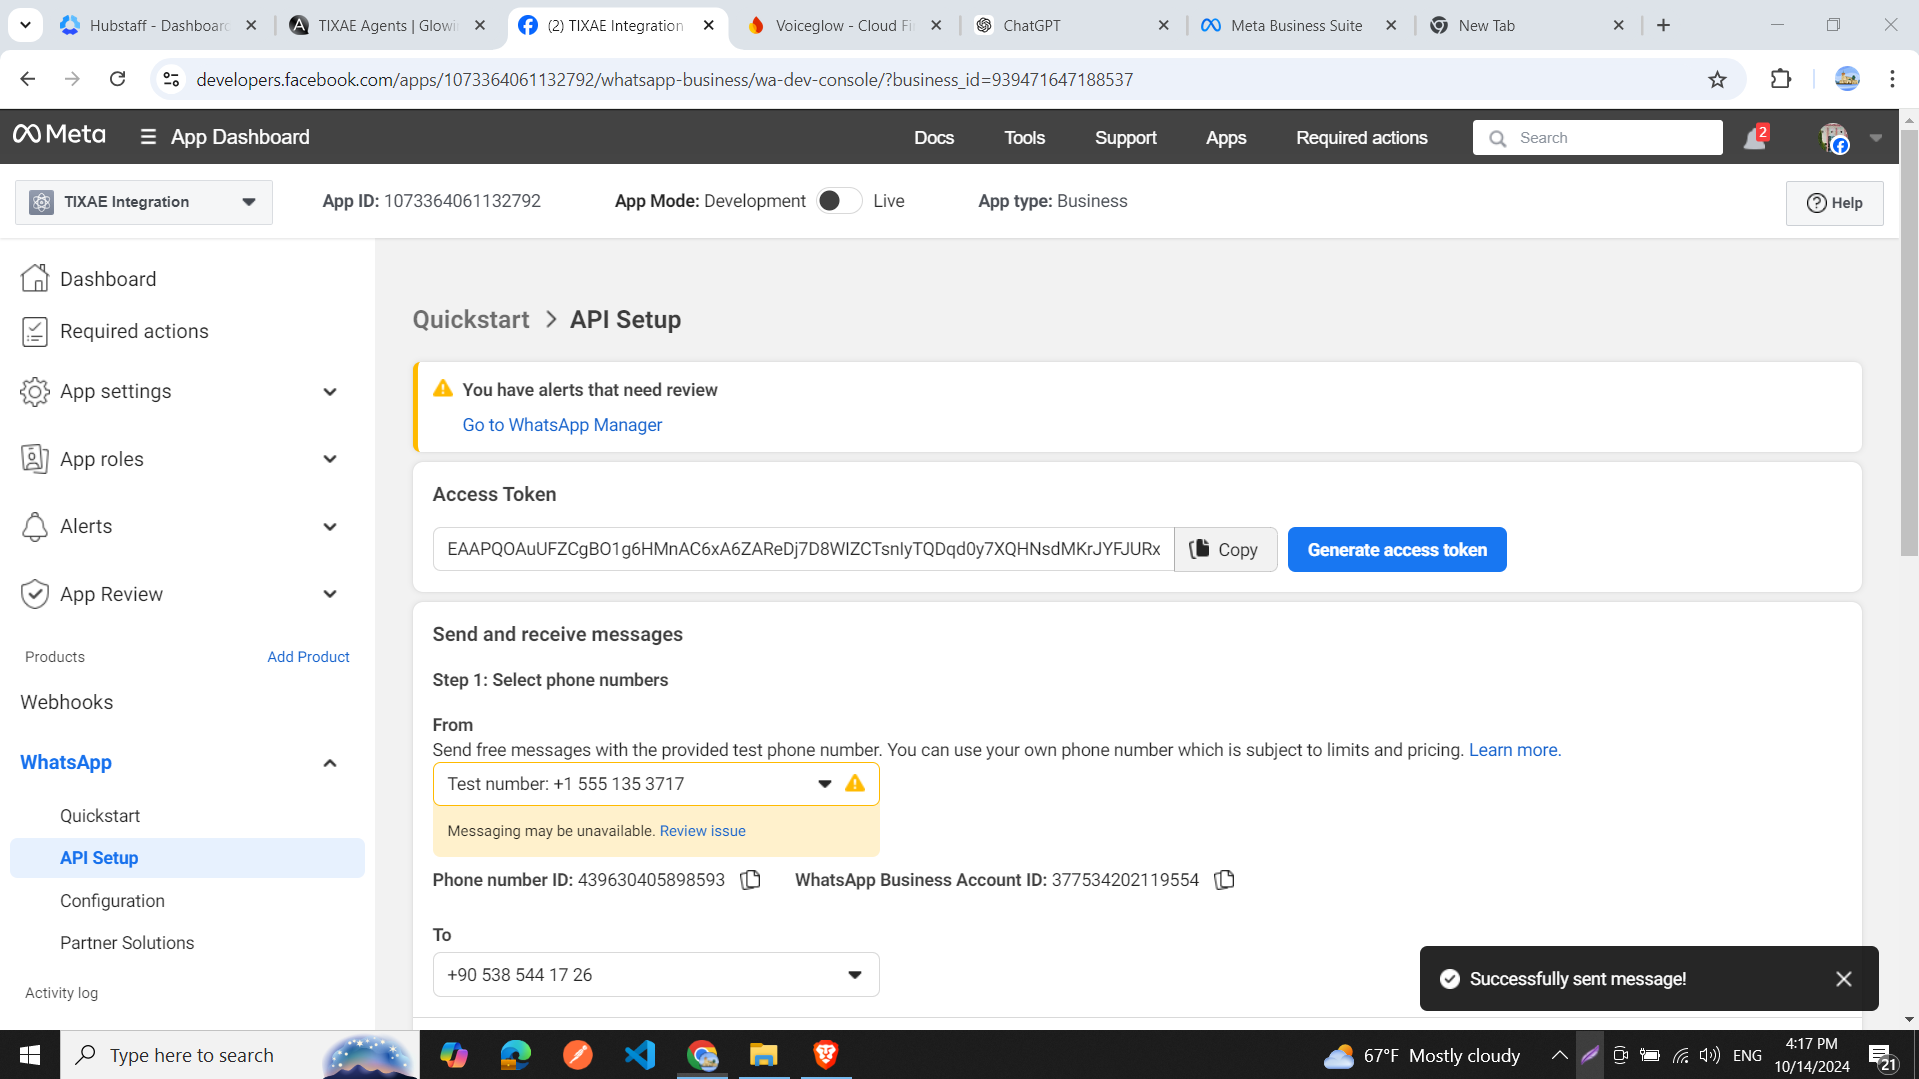 Hubstaff - Dashboard
TIXAE Agents | Glowi
(2) TIXAE Integration
Voiceglow - Cloud Fi
ChatGPT
Meta Business Suite
New Tab
developers.facebook.com/apps/1073364061132792/whatsapp-business/wa-dev-console/?business_id=939471647188537
Meta
App Dashboard
Docs
Tools
Support
Apps
Required actions
Search
2
TIXAE Integration
App ID: 1073364061132792
App Mode: Development
Live
App type: Business
Help
Dashboard
Required actions
App settings
App roles
Alerts
App Review
Products
Add Product
Webhooks
WhatsApp
Quickstart
API Setup
Configuration
Partner Solutions
Activity log
Quickstart > API Setup
You have alerts that need review
Go to WhatsApp Manager
Access Token
EAAPQOAuUFZCgBO1g6HMnAC6xA6ZAReDj7D8WIZCTsnlyTQDqd0y7XQHNsdMKrJYFJURx
Copy
Generate access token
Send and receive messages
Step 1: Select phone numbers
From
Send free messages with the provided test phone number. You can use your own phone number which is subject to limits and pricing. Learn more.
Test number: +1 555 135 3717
Messaging may be unavailable. Review issue
Phone number ID: 439630405898593
WhatsApp Business Account ID: 377534202119554
To
+90 538 544 17 26
Successfully sent message!
Type here to search
67°F Mostly cloudy
ENG
4:17 PM
10/14/2024
21